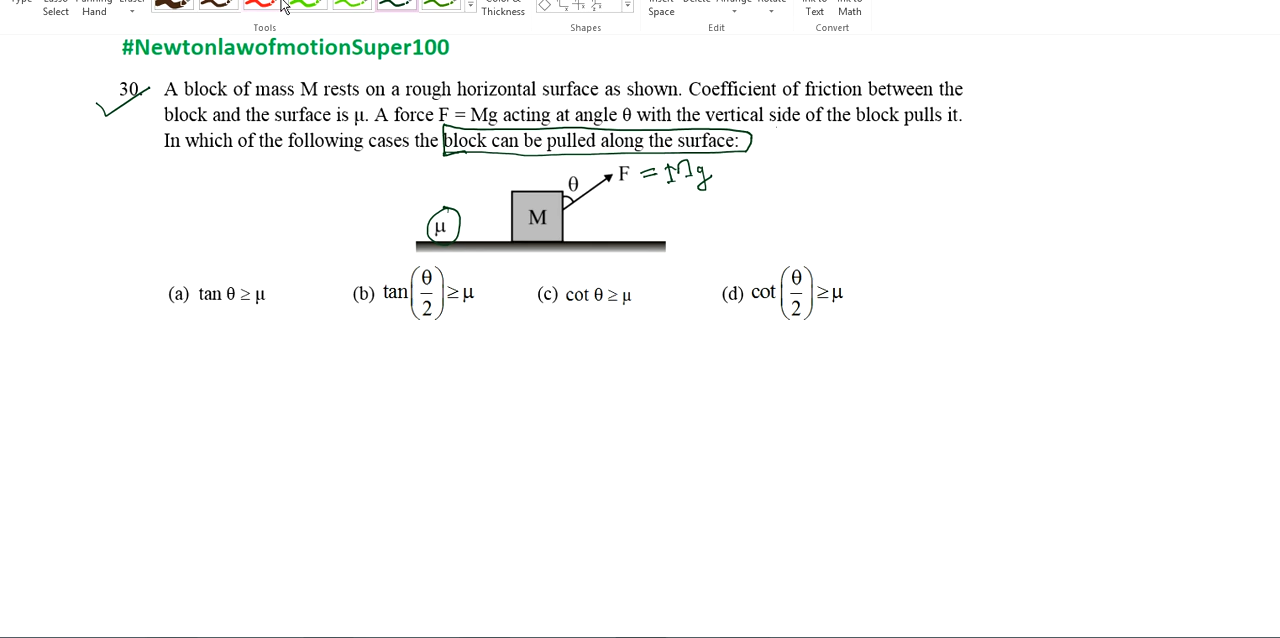 Select Hand Thickness Space Text Math
Tools Shapes Edit Convert
#NewtonlawofmotionSuper100
30. A block of mass M rests on a rough horizontal surface as shown. Coefficient of friction between the
block and the surface is μ. A force F = Mg acting at angle θ with the vertical side of the block pulls it.
In which of the following cases the block can be pulled along the surface:
θ F = Mg
μ M
(a) tan θ ≥ μ (b) tan(θ/2) ≥ μ (c) cot θ ≥ μ (d) cot(θ/2) ≥ μ